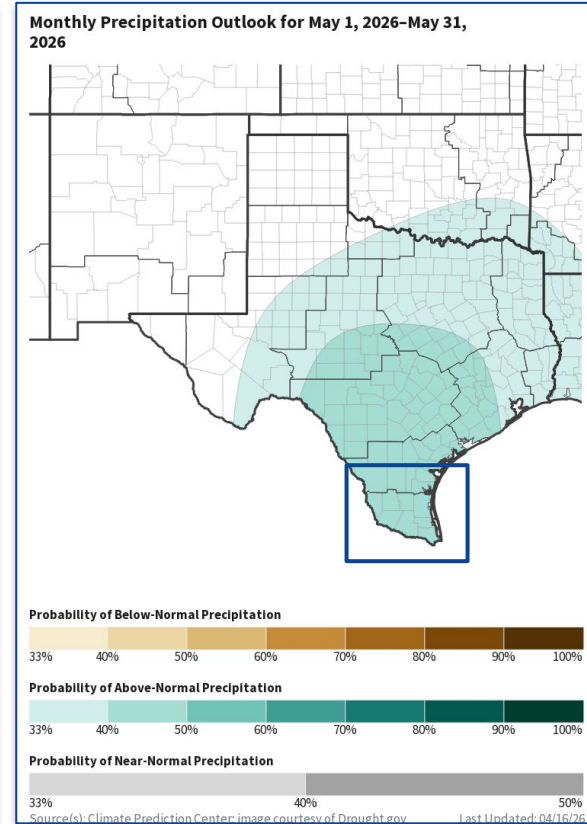 Monthly Precipitation Outlook for May 1, 2026–May 31,
2026
Probability of Below-Normal Precipitation
33% 40% 50% 60% 70% 80% 90% 100%
Probability of Above-Normal Precipitation
33% 40% 50% 60% 70% 80% 90% 100%
Probability of Near-Normal Precipitation
33% 40% 50%
Source(s): Climate Prediction Center; image courtesy of Drought.gov Last Updated: 04/16/26